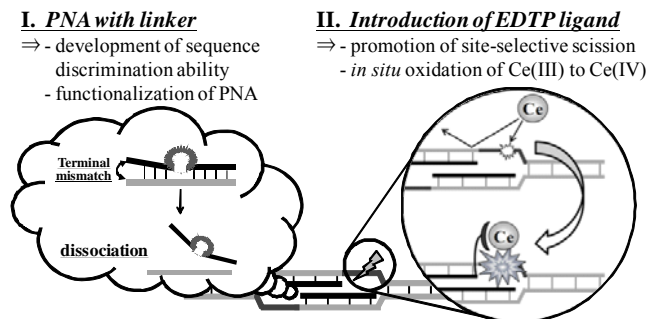 I. PNA with linker
⇒ - development of sequence
discrimination ability
- functionalization of PNA
II. Introduction of EDTP ligand
⇒ - promotion of site-selective scission
- in situ oxidation of Ce(III) to Ce(IV)
Terminal
mismatch
dissociation
Ce
Ce